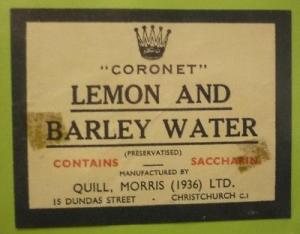 "CORONET"
LEMON AND
BARLEY WATER
(PRESERVATISED)
CONTAINS SACCHARIN
MANUFACTURED BY
QUILL, MORRIS (1936) LTD.
15 DUNDAS STREET · CHRISTCHURCH C.1